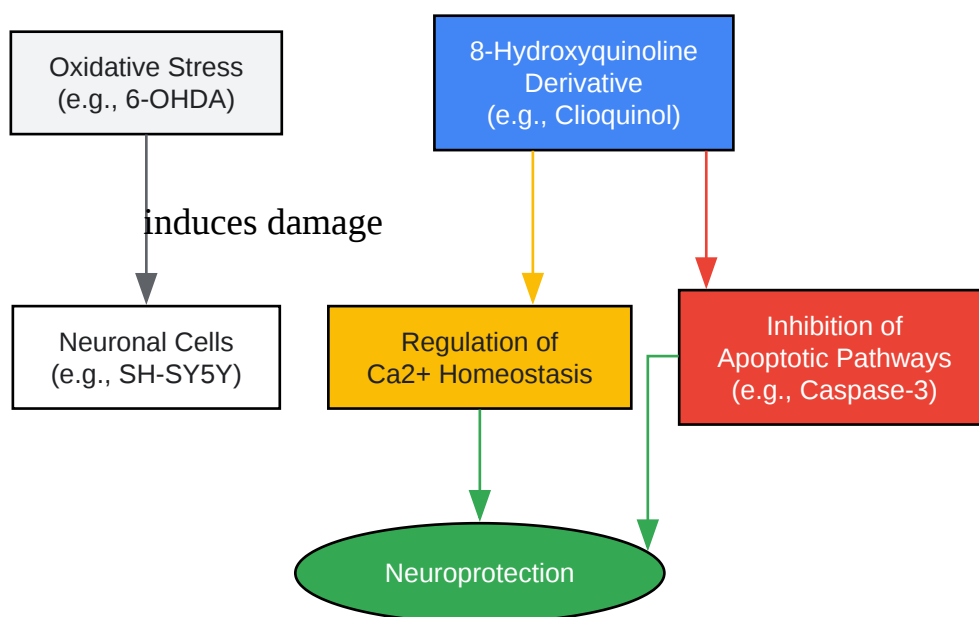 Oxidative Stress
(e.g., 6-OHDA)
8-Hydroxyquinoline
Derivative
(e.g., Clioquinol)
induces damage
Neuronal Cells
(e.g., SH-SY5Y)
Regulation of
Ca2+ Homeostasis
Inhibition of
Apoptotic Pathways
(e.g., Caspase-3)
Neuroprotection